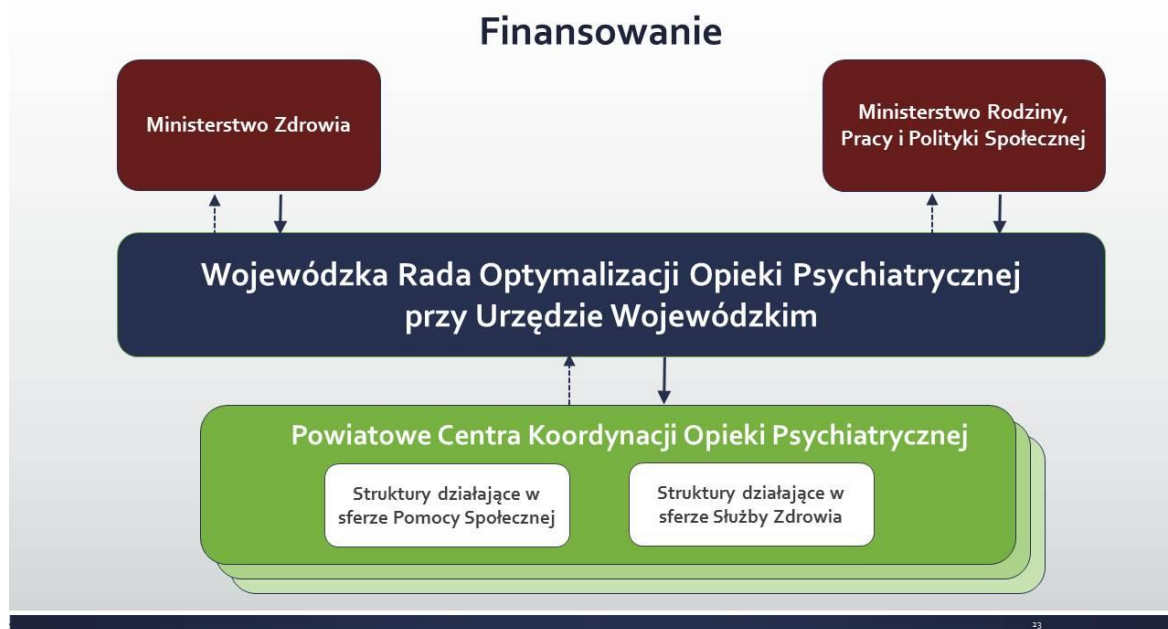 Finansowanie
Ministerstwo Zdrowia
Ministerstwo Rodziny,
Pracy i Polityki Społecznej
Wojewódzka Rada Optymalizacji Opieki Psychiatrycznej
przy Urzędzie Wojewódzkim
Powiatowe Centra Koordynacji Opieki Psychiatrycznej
Struktury działające w
sferze Pomocy Społecznej
Struktury działające w
sferze Służby Zdrowia
23